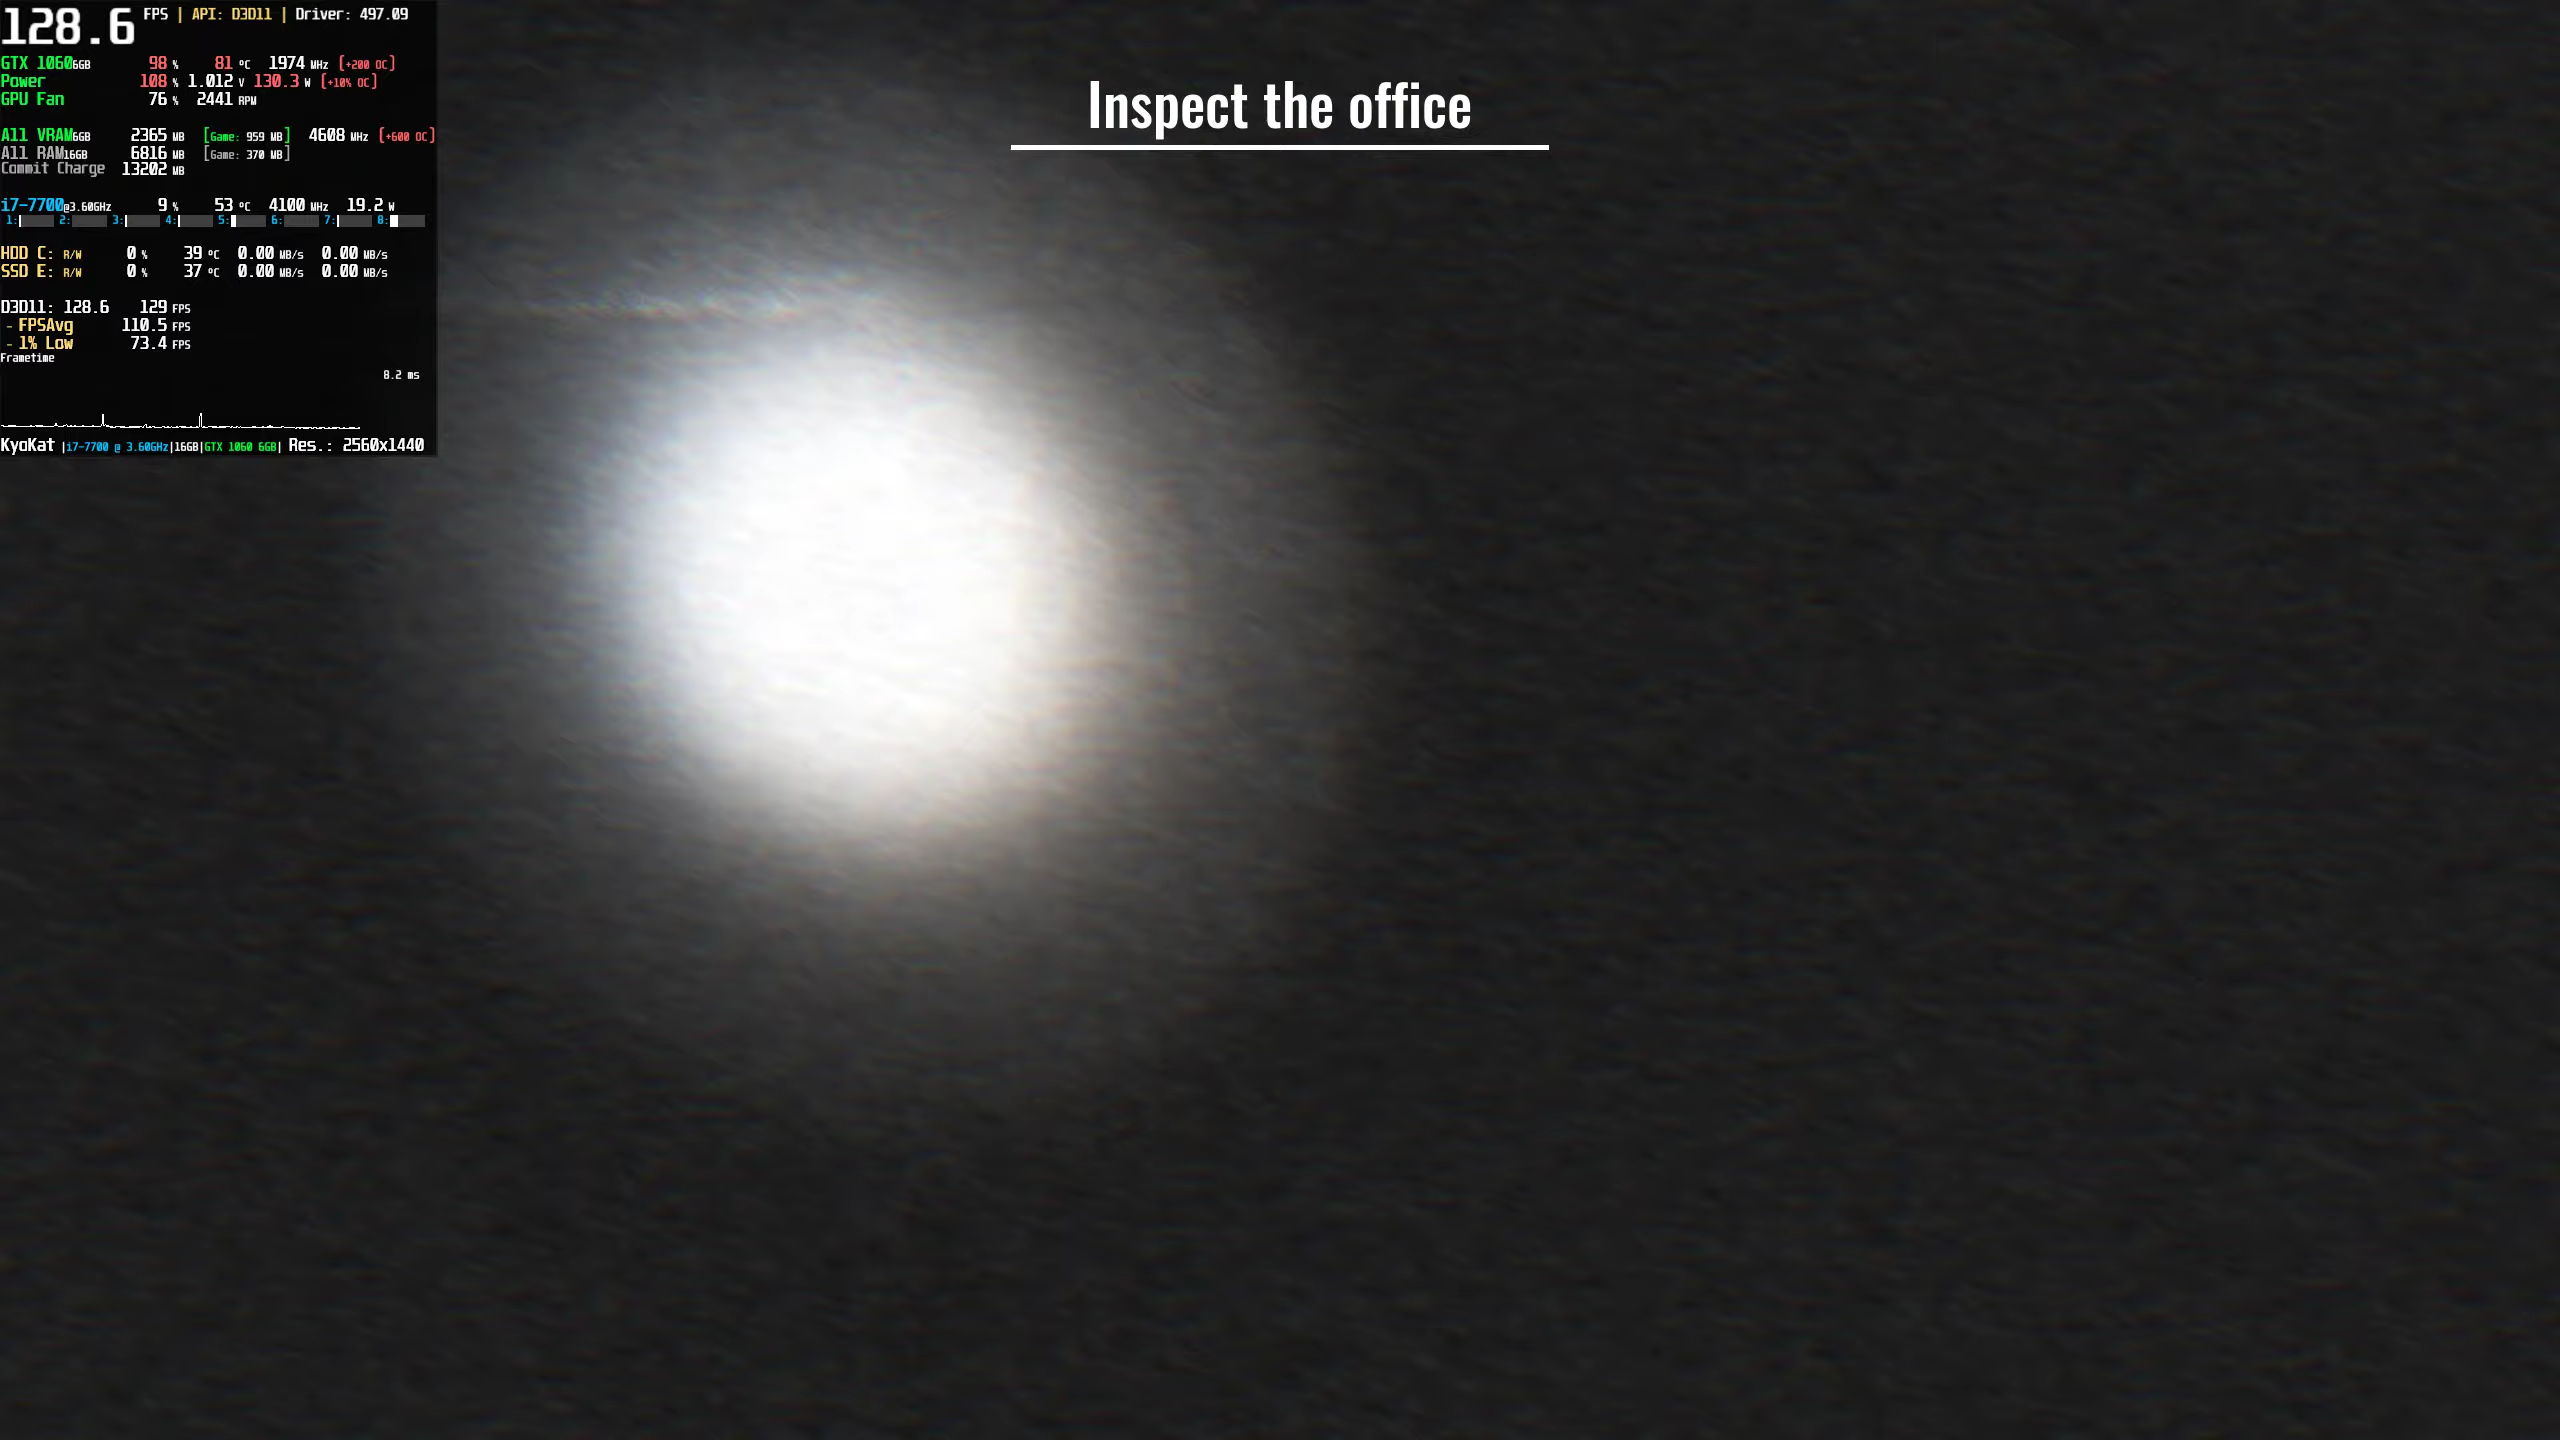 128.6 FPS | API: D3D11 | Driver: 497.09
GTX 1060 6GB 98 % 81 °C 1974 MHz [+200 OC]
Power 108 % 1.012 V 130.3 W [+10% OC]
GPU Fan 76 % 2441 RPM
All VRAM 6GB 2365 MB [Game: 959 MB] 4608 MHz [+600 OC]
All RAM 16GB 6816 MB [Game: 370 MB]
Commit Charge 13202 MB
i7-7700 @3.60GHz 9 % 53 °C 4100 MHz 19.2 W
1: 2: 3: 4: 5: 6: 7: 8:
HDD C: R/W 0 % 39 °C 0.00 MB/s 0.00 MB/s
SSD E: R/W 0 % 37 °C 0.00 MB/s 0.00 MB/s
D3D11: 128.6 129 FPS
- FPSAvg 110.5 FPS
- 1% Low 73.4 FPS
Frametime
8.2 ms
KyoKat |i7-7700 @ 3.60GHz|16GB|GTX 1060 6GB| Res.: 2560x1440
Inspect the office